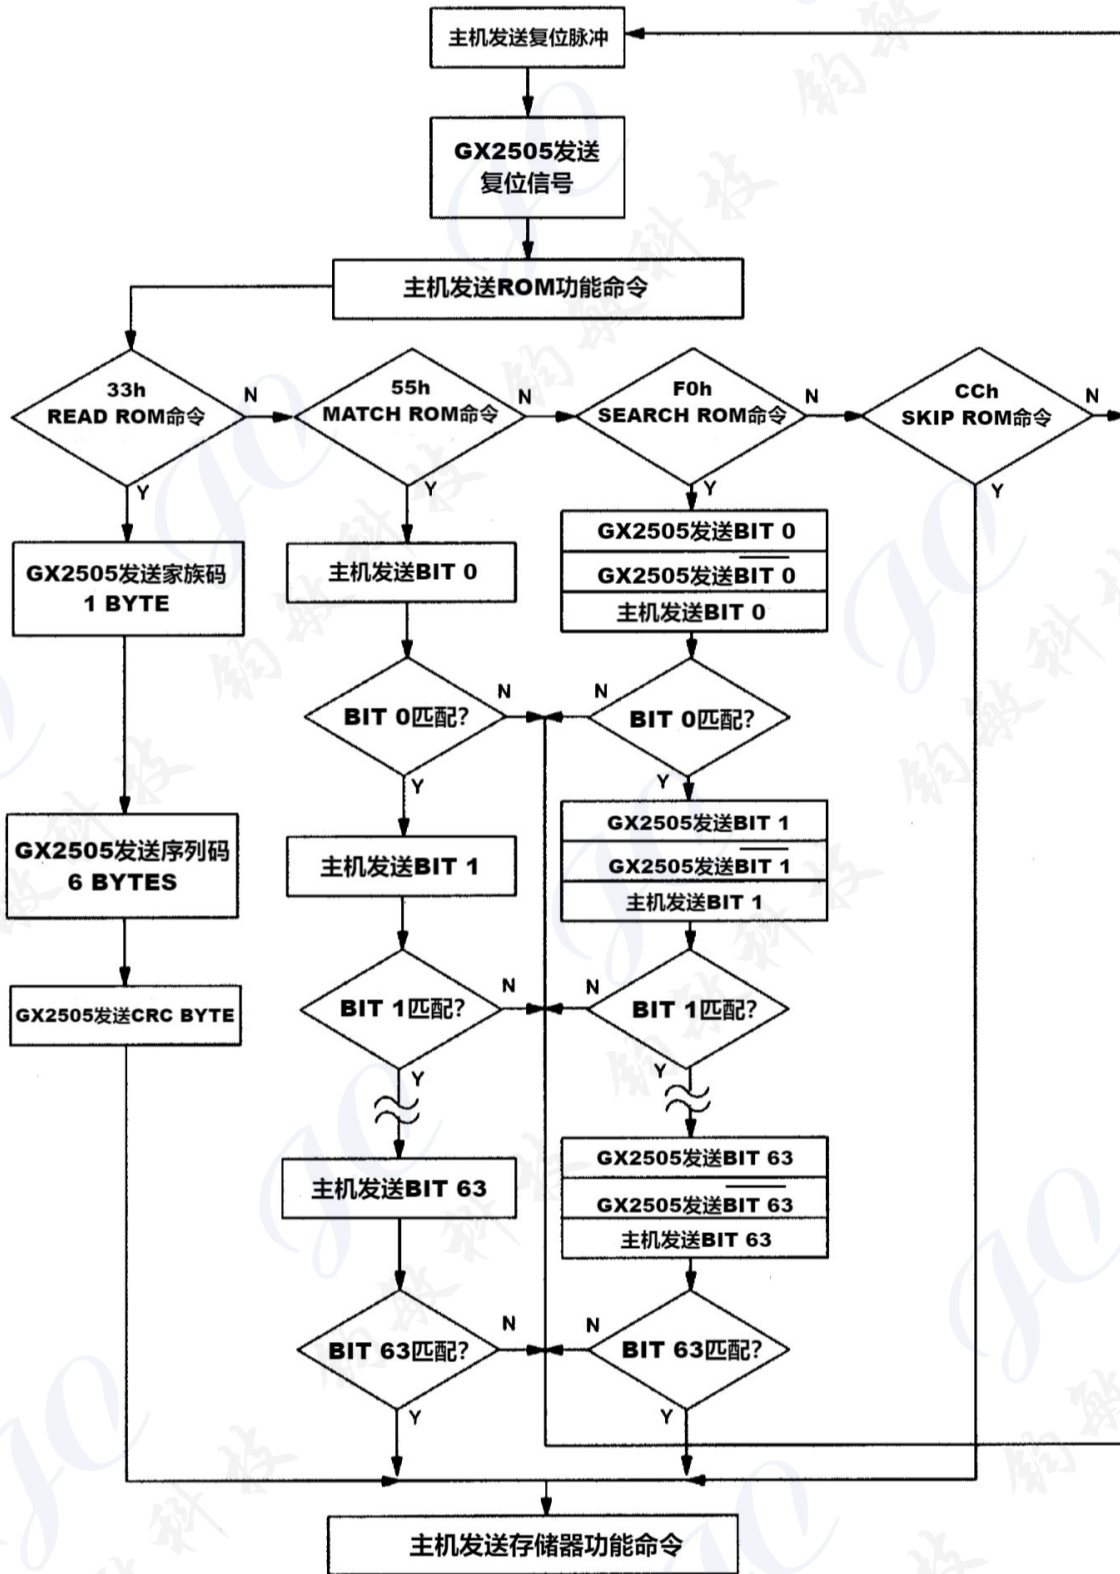 主机发送复位脉冲
GX2505发送
复位信号
主机发送ROM功能命令
33h
READ ROM命令
N
Y
55h
MATCH ROM命令
N
Y
F0h
SEARCH ROM命令
N
Y
CCh
SKIP ROM命令
N
Y
GX2505发送家族码
1 BYTE
GX2505发送序列码
6 BYTES
GX2505发送CRC BYTE
主机发送BIT 0
BIT 0匹配?
N
Y
主机发送BIT 1
BIT 1匹配?
N
Y
主机发送BIT 63
BIT 63匹配?
N
Y
GX2505发送BIT 0
GX2505发送BIT 0
主机发送BIT 0
N
BIT 0匹配?
Y
GX2505发送BIT 1
GX2505发送BIT 1
主机发送BIT 1
N
BIT 1匹配?
Y
GX2505发送BIT 63
GX2505发送BIT 63
主机发送BIT 63
N
BIT 63匹配?
Y
主机发送存储器功能命令
钧敏科技